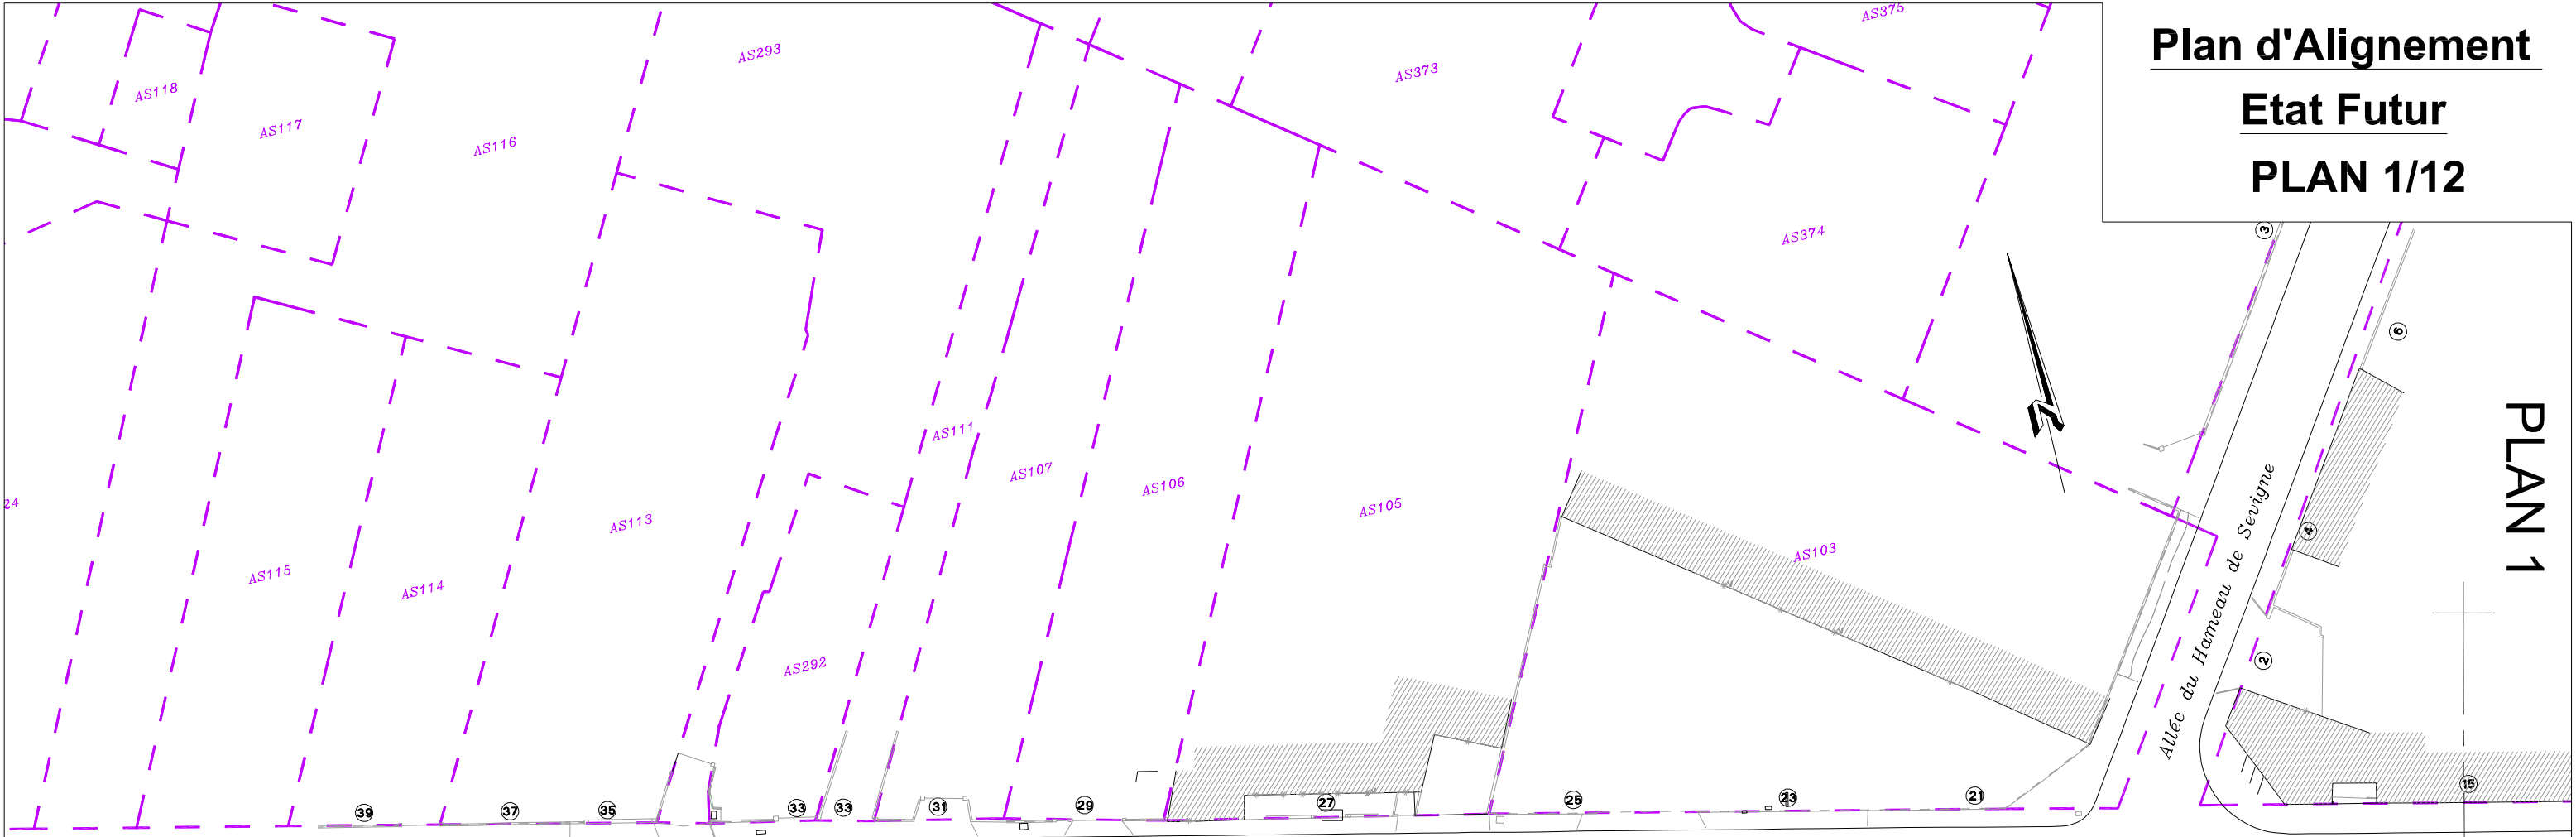 Plan d'Alignement
Etat Futur
PLAN 1/12
AS375
AS293
AS373
AS118
AS117
AS116
AS374
3
6
PLAN 1
AS111
AS107
AS106
AS105
24
AS113
AS103
4
Allée du Hameau de Sevigne
AS115
AS114
AS292
2
39
37
35
33
33
31
29
27
25
23
21
15